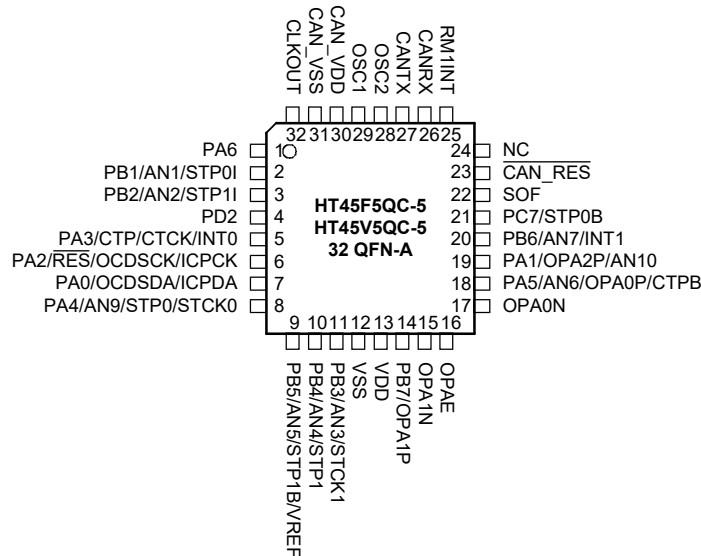 CLKOUT
CAN_VSS
CAN_VDD
OSC1
OSC2
CANTX
CANRX
RM1INT
32 31 30 29 28 27 26 25
PA6 1
PB1/AN1/STP0I 2
PB2/AN2/STP1I 3
PD2 4
PA3/CTP/CTCK/INT0 5
PA2/RES/OCDSCK/ICPCK 6
PA0/OCDSDA/ICPDA 7
PA4/AN9/STP0/STCK0 8
HT45F5QC-5
HT45V5QC-5
32 QFN-A
24 NC
23 CAN_RES
22 SOF
21 PC7/STP0B
20 PB6/AN7/INT1
19 PA1/OPA2P/AN10
18 PA5/AN6/OPA0P/CTPB
17 OPA0N
9 10 11 12 13 14 15 16
PB5/AN5/STP1B/VREF
PB4/AN4/STP1
PB3/AN3/STCK1
VSS
VDD
PB7/OPA1P
OPA1N
OPAE